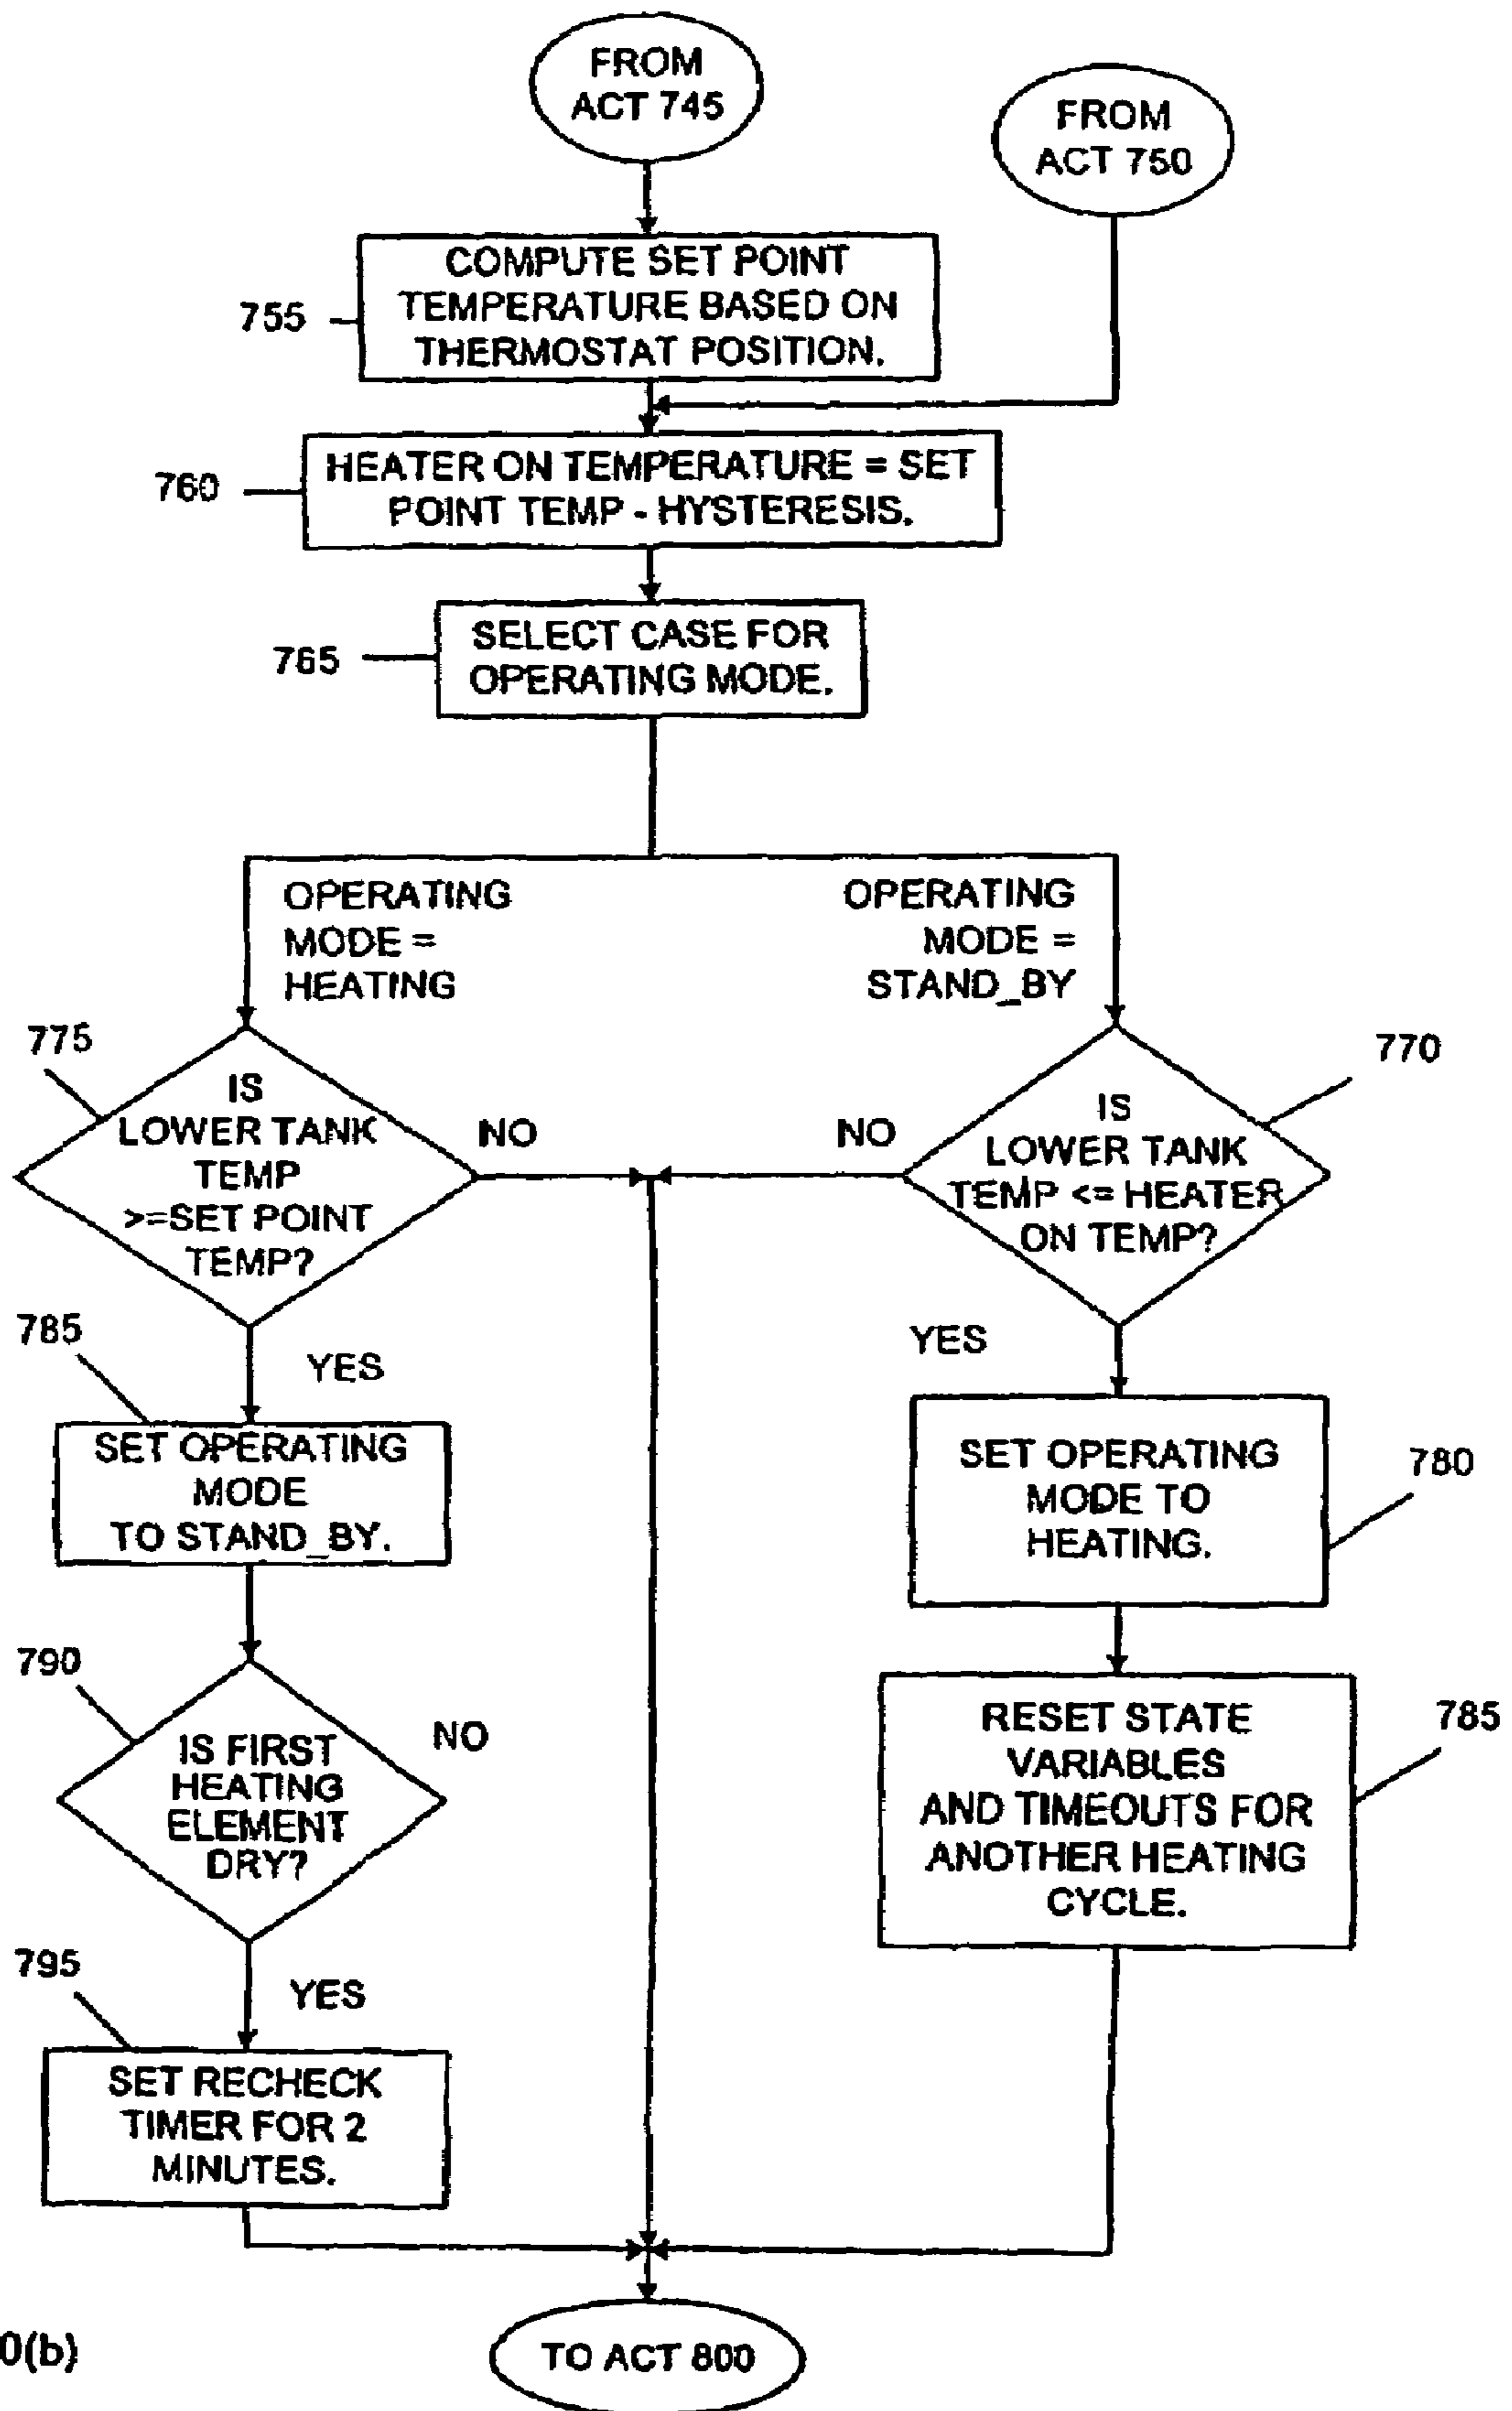 FROM
ACT 745
FROM
ACT 750
755
COMPUTE SET POINT
TEMPERATURE BASED ON
THERMOSTAT POSITION.
760
HEATER ON TEMPERATURE = SET
POINT TEMP - HYSTERESIS.
765
SELECT CASE FOR
OPERATING MODE.
OPERATING
MODE =
HEATING
OPERATING
MODE =
STAND_BY
775
IS
LOWER TANK
TEMP
>=SET POINT
TEMP?
NO
NO
770
IS
LOWER TANK
TEMP <= HEATER
ON TEMP?
785
YES
SET OPERATING
MODE
TO STAND_BY.
YES
SET OPERATING
MODE TO
HEATING.
780
790
IS FIRST
HEATING
ELEMENT
DRY?
NO
RESET STATE
VARIABLES
AND TIMEOUTS FOR
ANOTHER HEATING
CYCLE.
785
795
YES
SET RECHECK
TIMER FOR 2
MINUTES.
0(b)
TO ACT 800